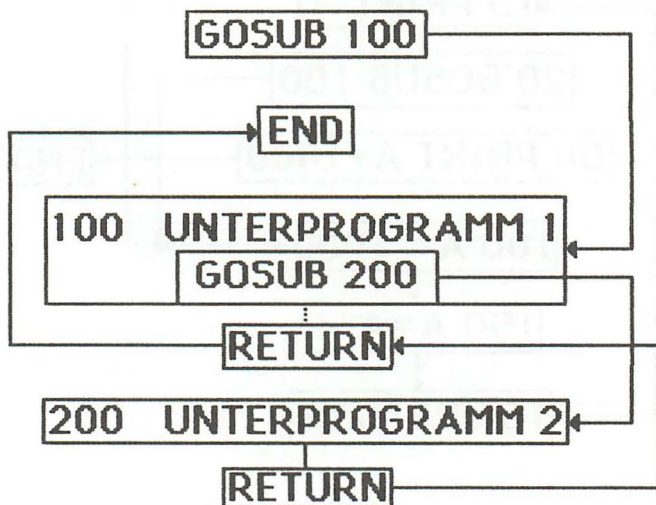 GOSUB 100
END
100 UNTERPROGRAMM 1
GOSUB 200
RETURN
200 UNTERPROGRAMM 2
RETURN